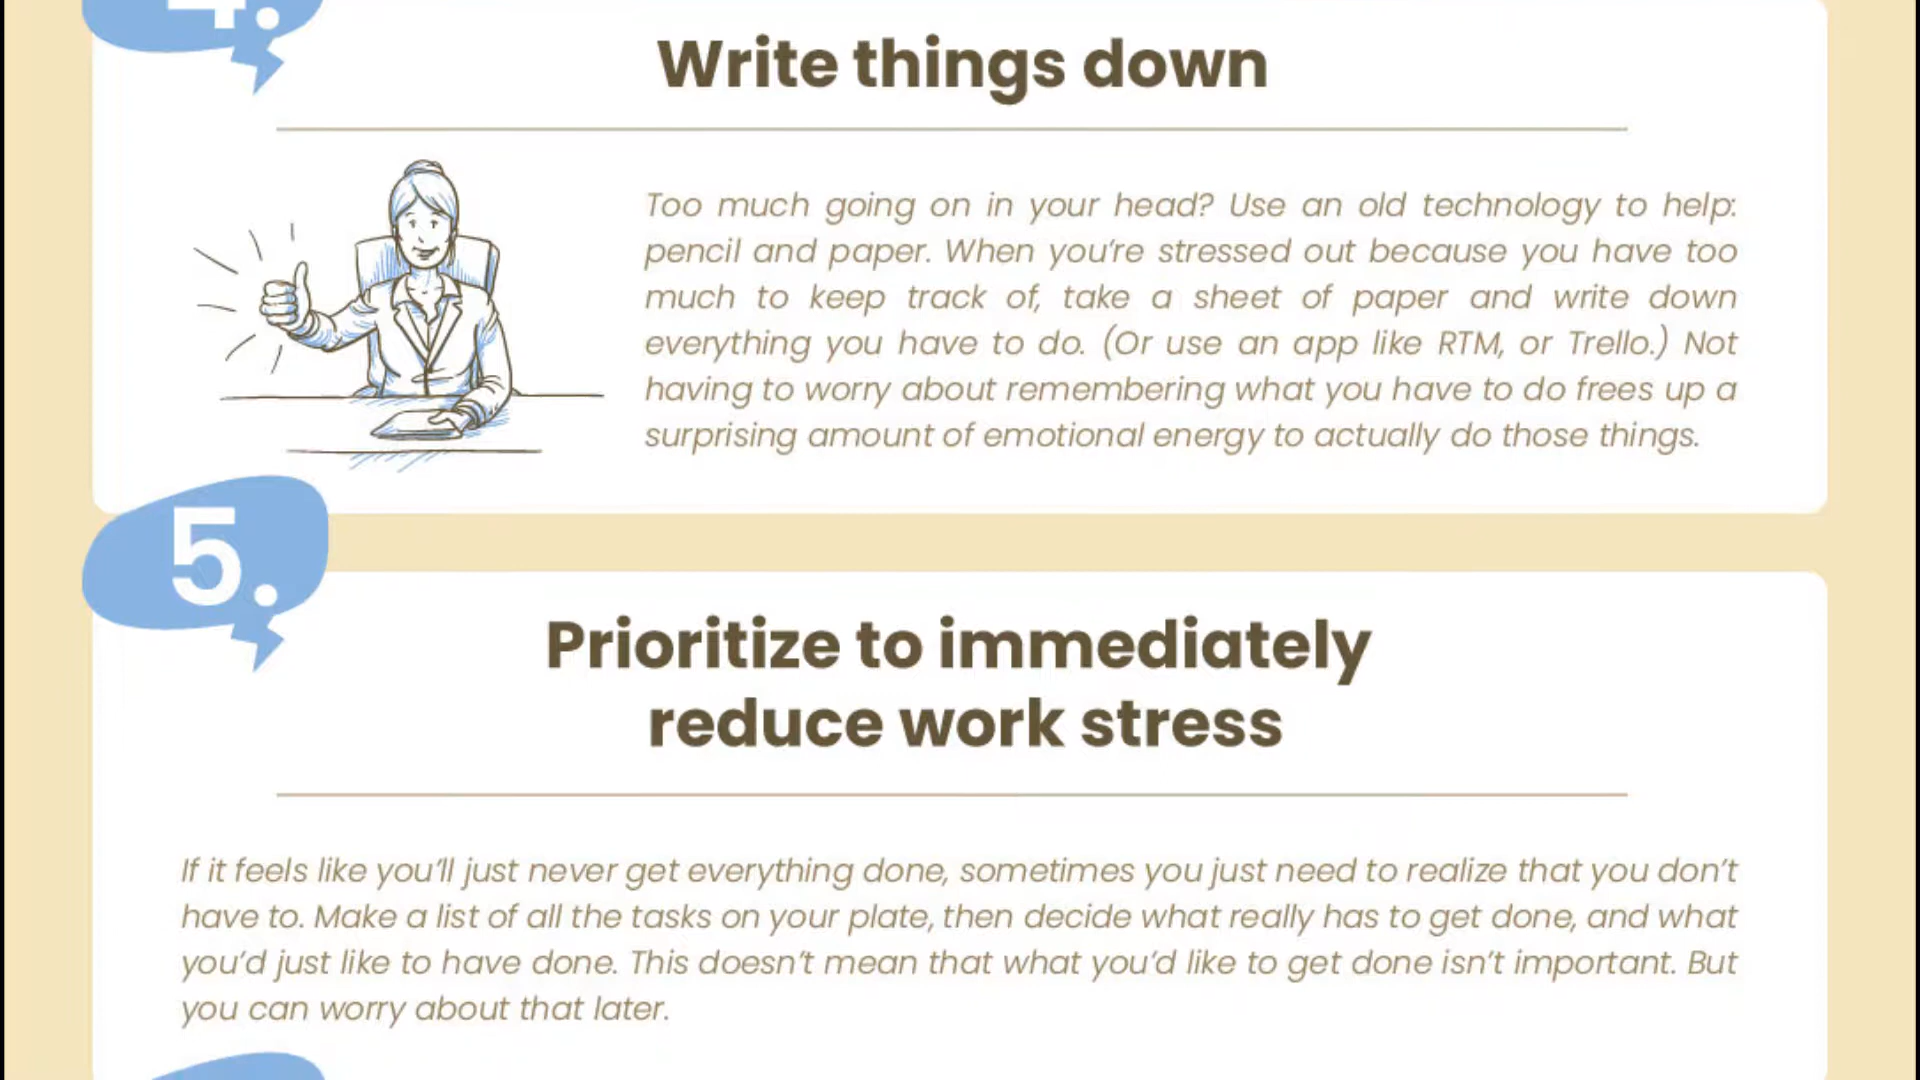 4.
Write things down
Too much going on in your head? Use an old technology to help:
pencil and paper. When you’re stressed out because you have too
much to keep track of, take a sheet of paper and write down
everything you have to do. (Or use an app like RTM, or Trello.) Not
having to worry about remembering what you have to do frees up a
surprising amount of emotional energy to actually do those things.
5.
Prioritize to immediately
reduce work stress
If it feels like you’ll just never get everything done, sometimes you just need to realize that you don’t
have to. Make a list of all the tasks on your plate, then decide what really has to get done, and what
you’d just like to have done. This doesn’t mean that what you’d like to get done isn’t important. But
you can worry about that later.